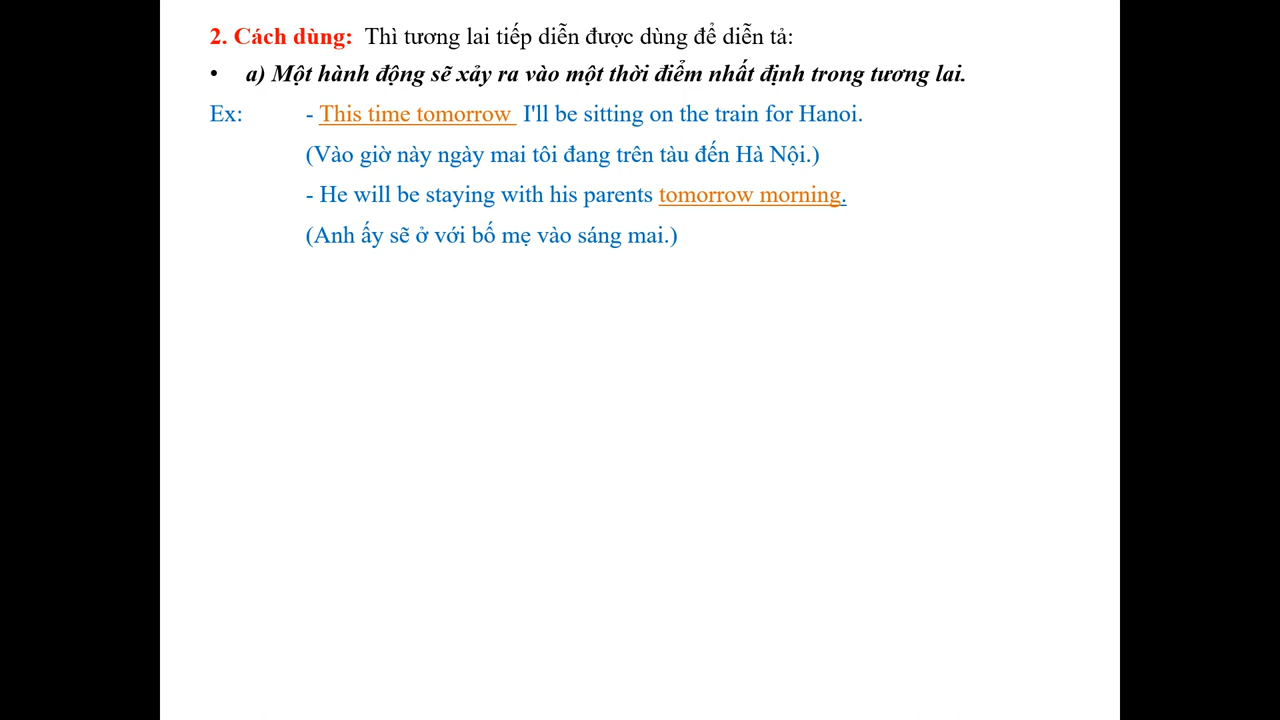 2. Cách dùng: Thì tương lai tiếp diễn được dùng để diễn tả:
• a) Một hành động sẽ xảy ra vào một thời điểm nhất định trong tương lai.
Ex: - This time tomorrow I'll be sitting on the train for Hanoi.
(Vào giờ này ngày mai tôi đang trên tàu đến Hà Nội.)
- He will be staying with his parents tomorrow morning.
(Anh ấy sẽ ở với bố mẹ vào sáng mai.)